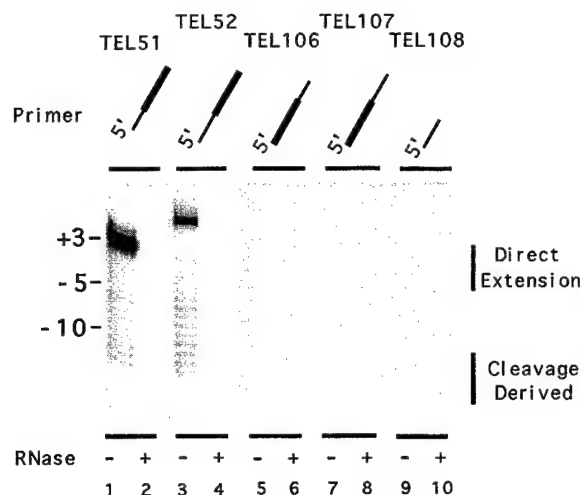 TEL52 TEL107
TEL51 TEL106 TEL108
Primer 5' 5' 5' 5' 5'
+3
-5
-10
Direct
Extension
Cleavage
Derived
RNase - + - + - + - + - +
1 2 3 4 5 6 7 8 9 10